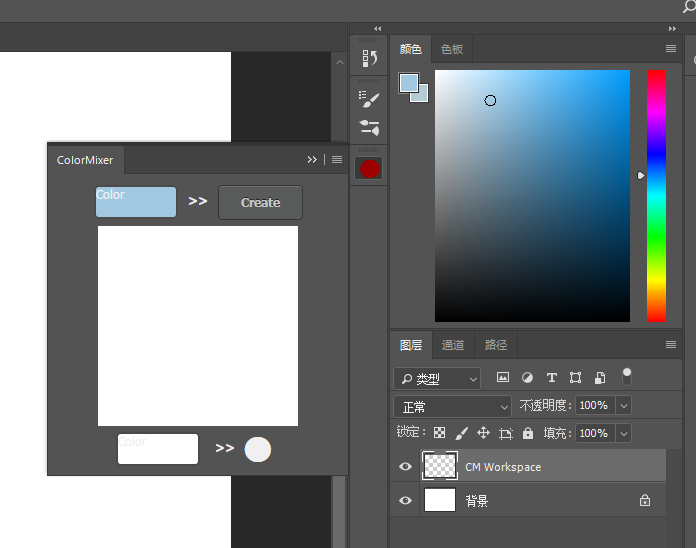 颜色 色板
ColorMixer
Color >> Create
Color >>
图层 通道 路径
类型
正常 不透明度: 100%
锁定: 填充: 100%
CM Workspace
背景